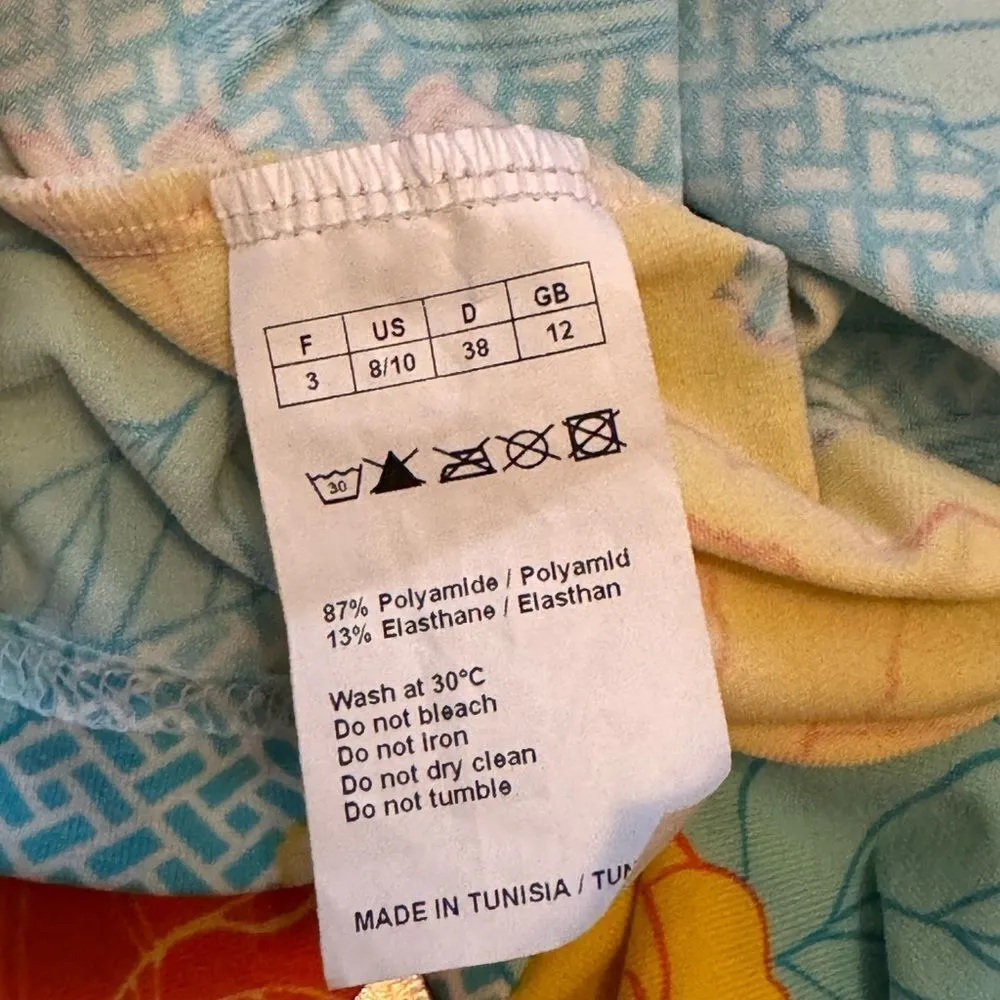 F US D GB
3 8/10 38 12
30
87% Polyamide / Polyamid
13% Elasthane / Elasthan
Wash at 30°C
Do not bleach
Do not Iron
Do not dry clean
Do not tumble
MADE IN TUNISIA / TUN